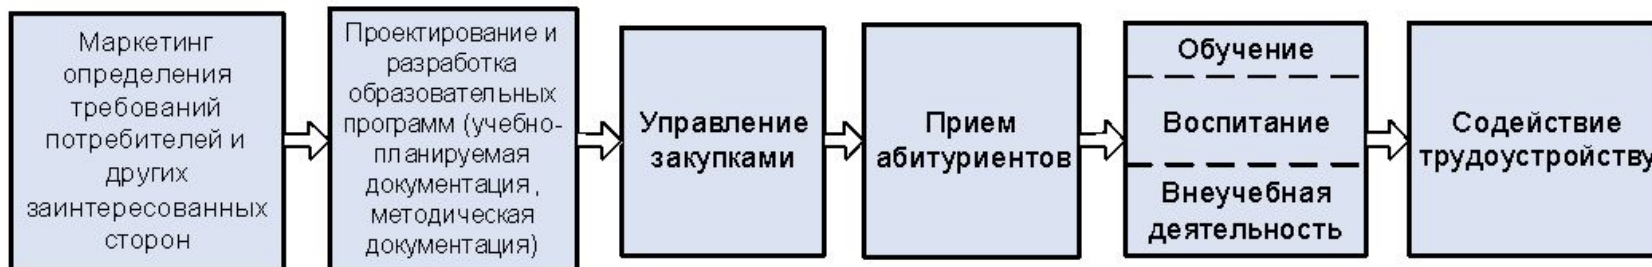 Маркетинг
определения
требований
потребителей и
других
заинтересованных
сторон
Проектирование и
разработка
образовательных
программ (учебно-
планируемая
документация,
методическая
документация)
Управление
закупками
Прием
абитуриентов
Обучение
Воспитание
Внеучебная
деятельность
Содействие
трудоустройству